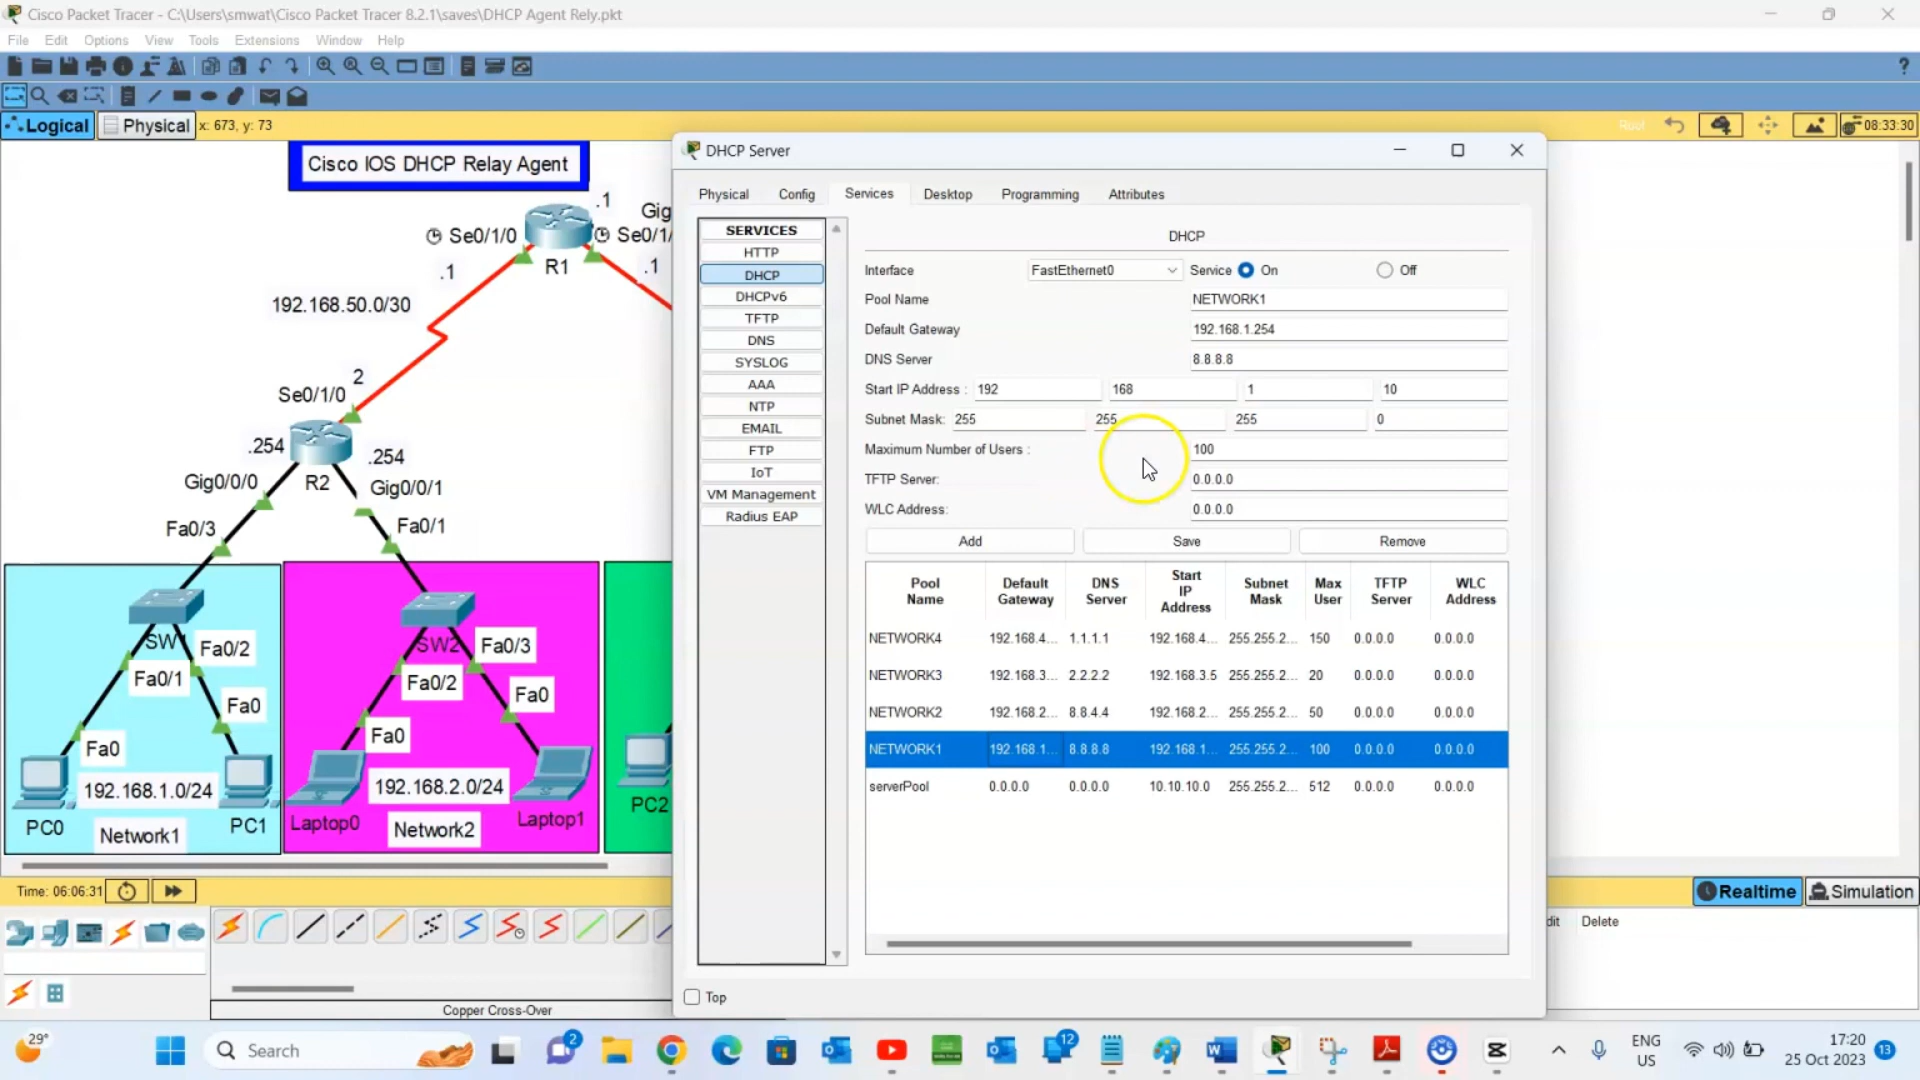 Cisco Packet Tracer - C:\Users\smwat\Cisco Packet Tracer 8.2.1\saves\DHCP Agent Rely.pkt
File Edit Options View Tools Extensions Window Help
?
Logical Physical x: 673, y: 73
Root 08:33:30
Cisco IOS DHCP Relay Agent
.1
Gig
Se0/1/0
Se0/1/
R1
.1
.1
192.168.50.0/30
2
Se0/1/0
.254
.254
Gig0/0/0
R2
Gig0/0/1
Fa0/3
Fa0/1
SW1
Fa0/2
SW2
Fa0/3
Fa0/1
Fa0/2
Fa0
Fa0
Fa0
Fa0
192.168.1.0/24
192.168.2.0/24
PC0
Network1
PC1
Laptop0
Network2
Laptop1
PC2
DHCP Server
Physical Config Services Desktop Programming Attributes
SERVICES
HTTP
DHCP
DHCPv6
TFTP
DNS
SYSLOG
AAA
NTP
EMAIL
FTP
IoT
VM Management
Radius EAP
DHCP
Interface FastEthernet0 Service On Off
Pool Name NETWORK1
Default Gateway 192.168.1.254
DNS Server 8.8.8.8
Start IP Address : 192 168 1 10
Subnet Mask: 255 255 255 0
Maximum Number of Users : 100
TFTP Server: 0.0.0.0
WLC Address: 0.0.0.0
Add Save Remove
Pool Name Default Gateway DNS Server Start IP Address Subnet Mask Max User TFTP Server WLC Address
NETWORK4 192.168.4... 1.1.1.1 192.168.4... 255.255.2... 150 0.0.0.0 0.0.0.0
NETWORK3 192.168.3... 2.2.2.2 192.168.3.5 255.255.2... 20 0.0.0.0 0.0.0.0
NETWORK2 192.168.2... 8.8.4.4 192.168.2... 255.255.2... 50 0.0.0.0 0.0.0.0
NETWORK1 192.168.1... 8.8.8.8 192.168.1... 255.255.2... 100 0.0.0.0 0.0.0.0
serverPool 0.0.0.0 0.0.0.0 10.10.10.0 255.255.2... 512 0.0.0.0 0.0.0.0
Top
Time: 06:06:31
Realtime Simulation
dit Delete
Copper Cross-Over
29°
Search
2
12
ENG
US
17:20
25 Oct 2023
13